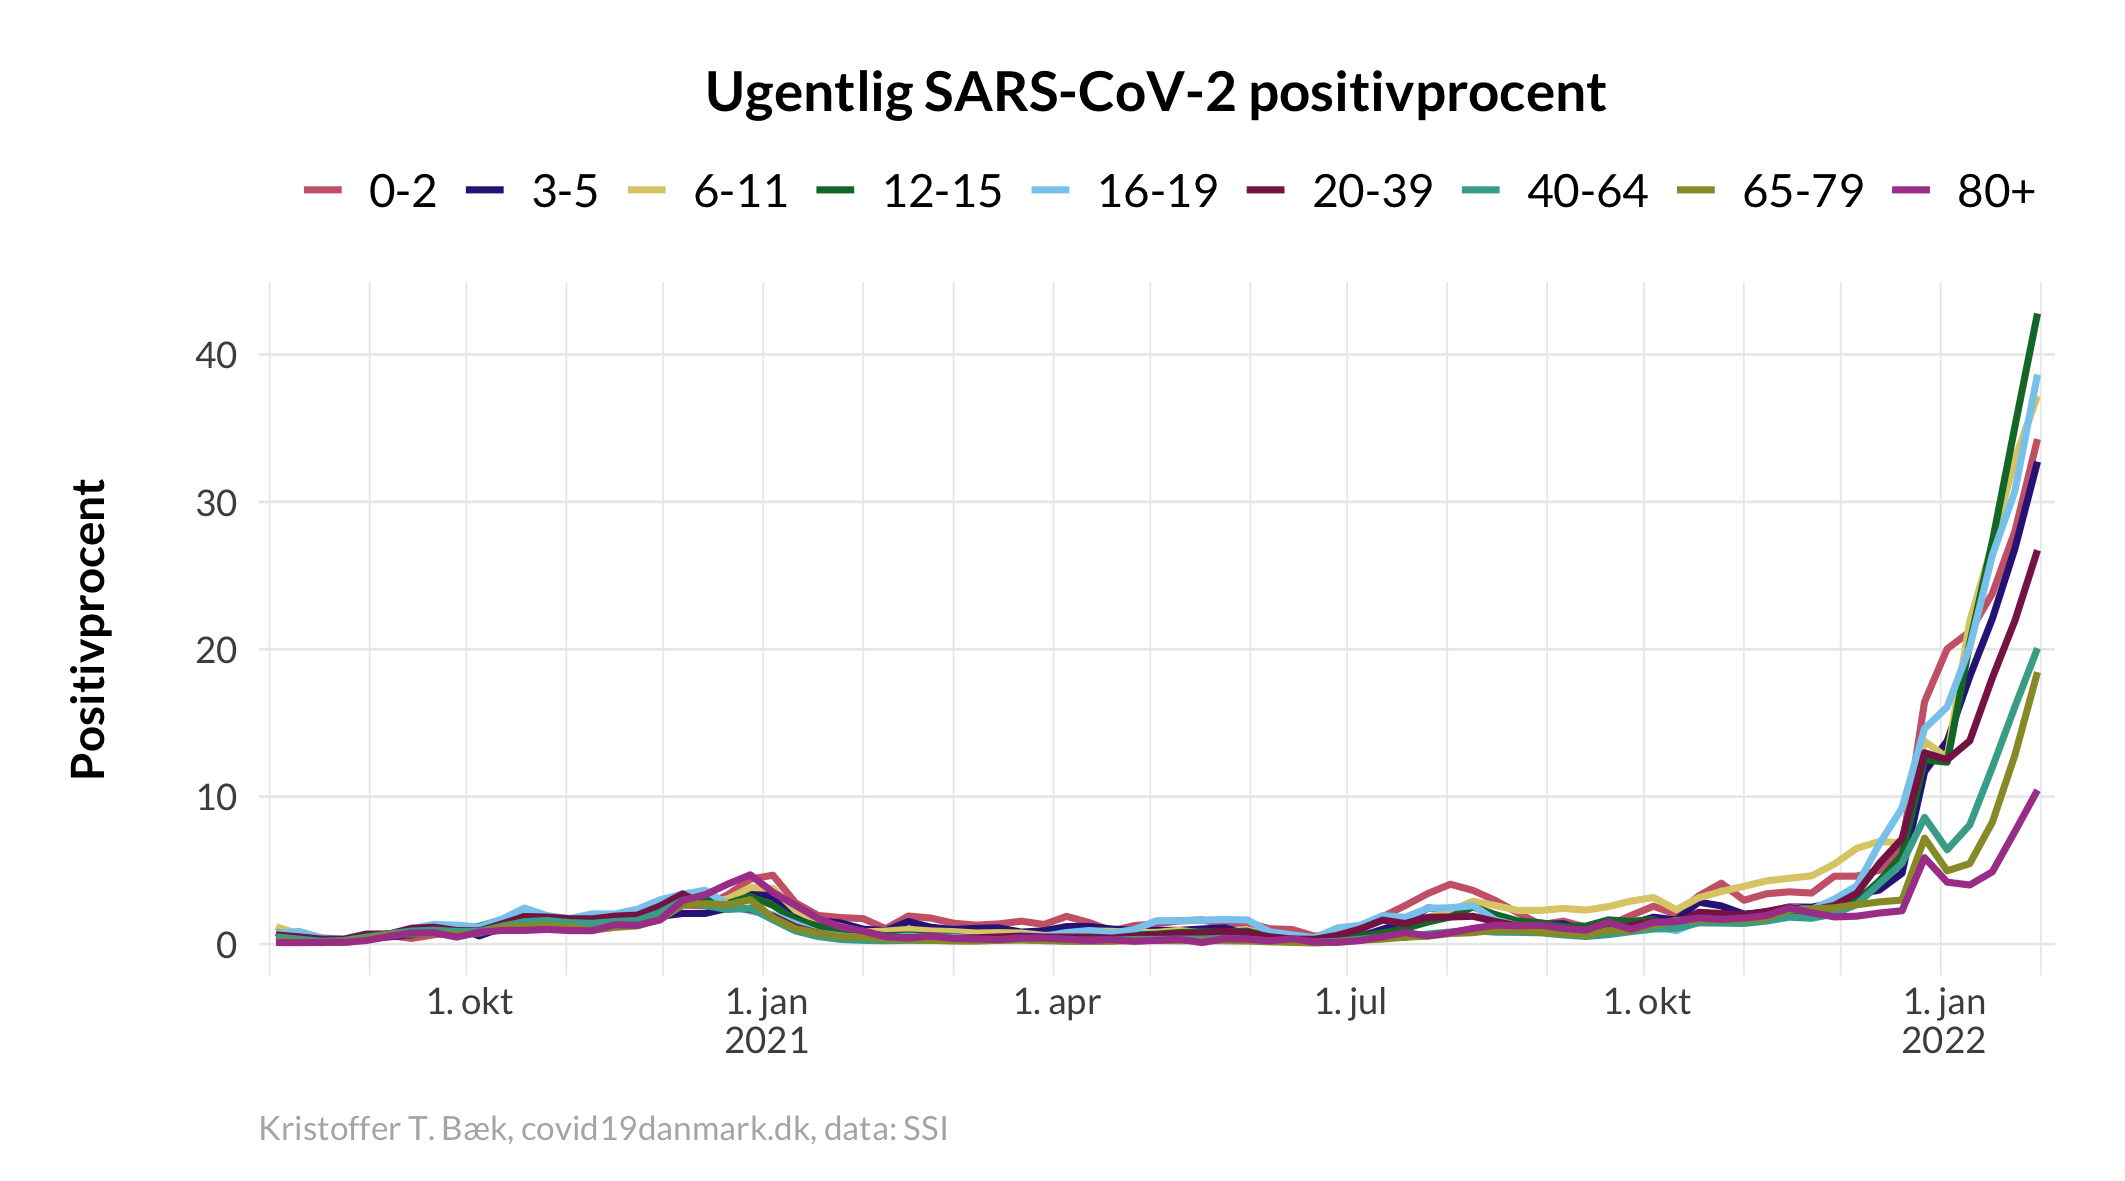 Ugentlig SARS-CoV-2 positivprocent
0-2 3-5 6-11 12-15 16-19 20-39 40-64 65-79 80+
Positivprocent
40
30
20
10
0
1. okt 1. jan 1. apr 1. jul 1. okt 1. jan
2021 2022
Kristoffer T. Bæk, covid19danmark.dk, data: SSI